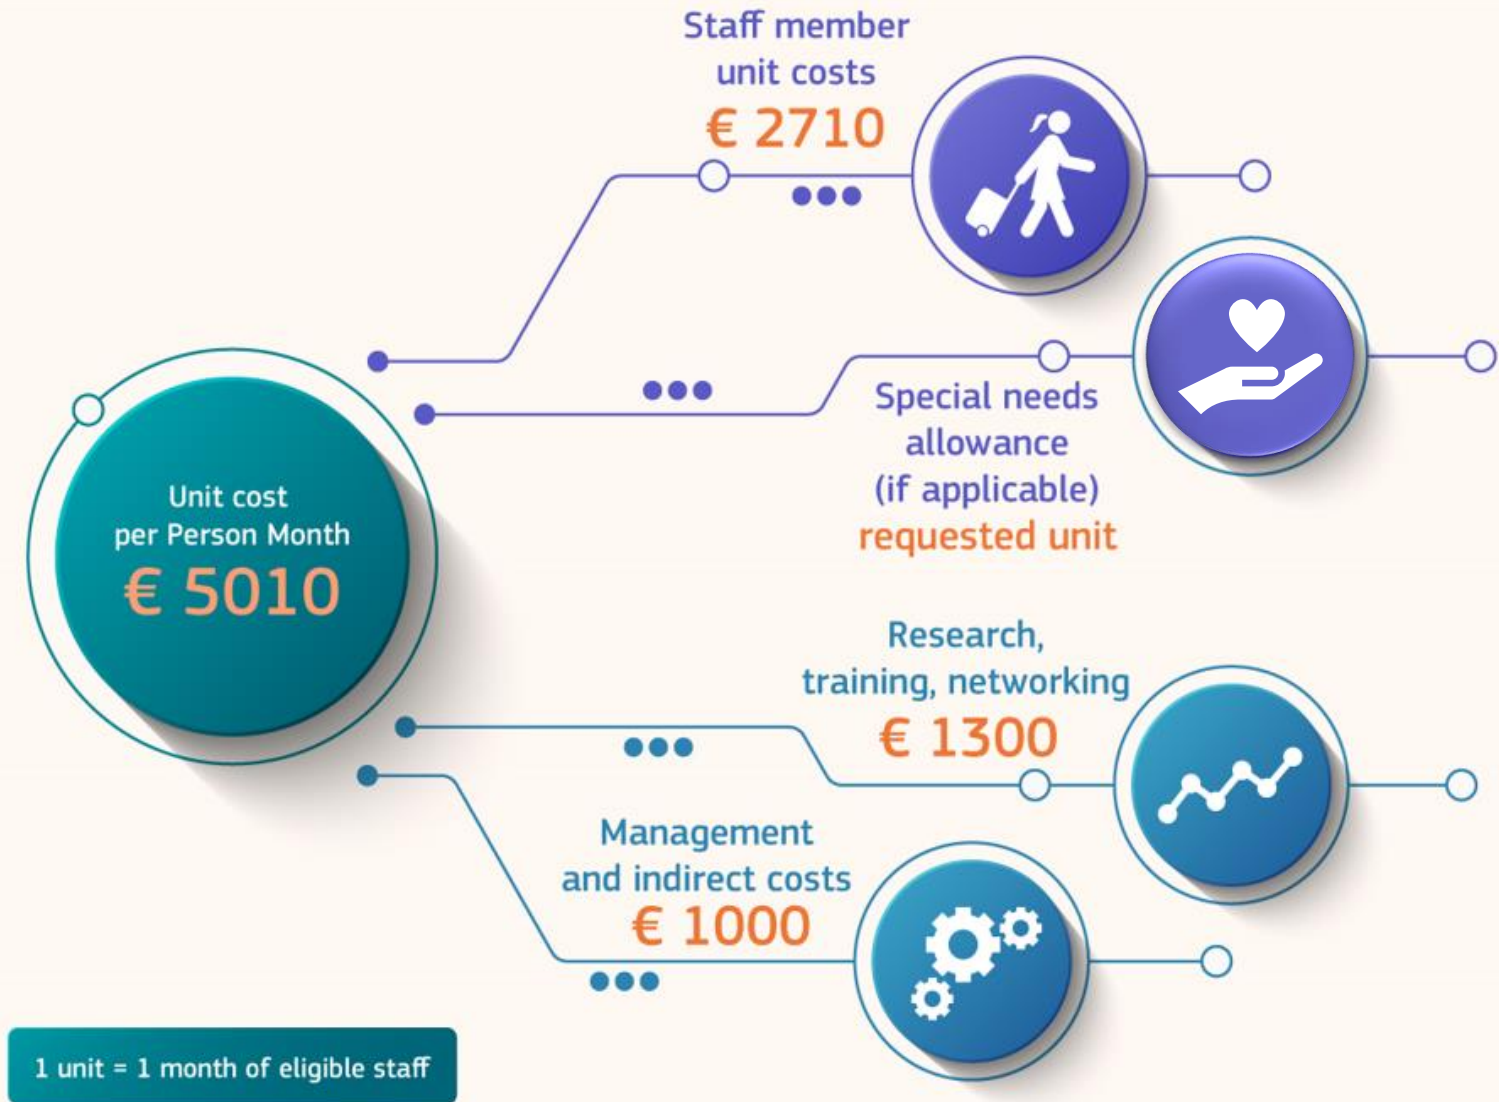 Staff member
unit costs
€ 2710
Special needs
allowance
(if applicable)
requested unit
Unit cost
per Person Month
€ 5010
Research,
training, networking
€ 1300
Management
and indirect costs
€ 1000
1 unit = 1 month of eligible staff